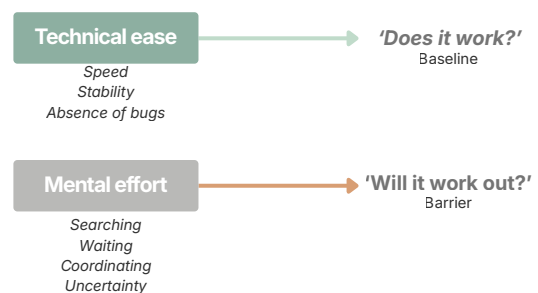 Technical ease
‘Does it work?’
Baseline
Speed
Stability
Absence of bugs
Mental effort
‘Will it work out?’
Barrier
Searching
Waiting
Coordinating
Uncertainty